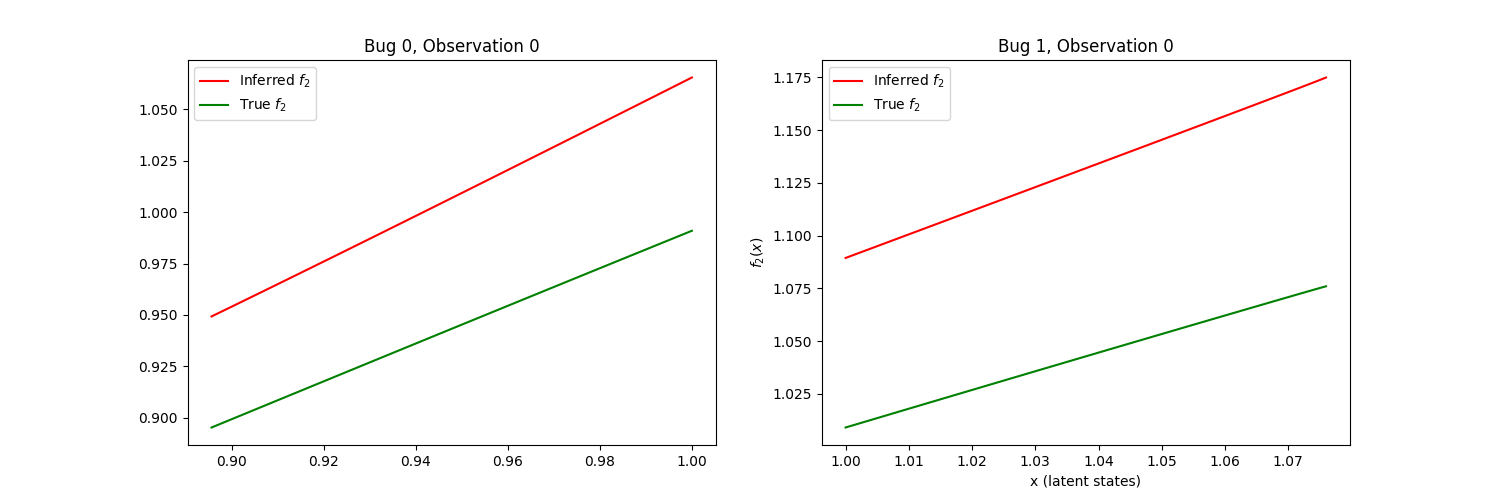 Bug 0, Observation 0
Inferred f₂
True f₂
1.050
1.025
1.000
0.975
0.950
0.925
0.900
0.90 0.92 0.94 0.96 0.98 1.00
Bug 1, Observation 0
Inferred f₂
True f₂
1.175
1.150
1.125
1.100
1.075
1.050
1.025
f₂(x)
1.00 1.01 1.02 1.03 1.04 1.05 1.06 1.07
x (latent states)